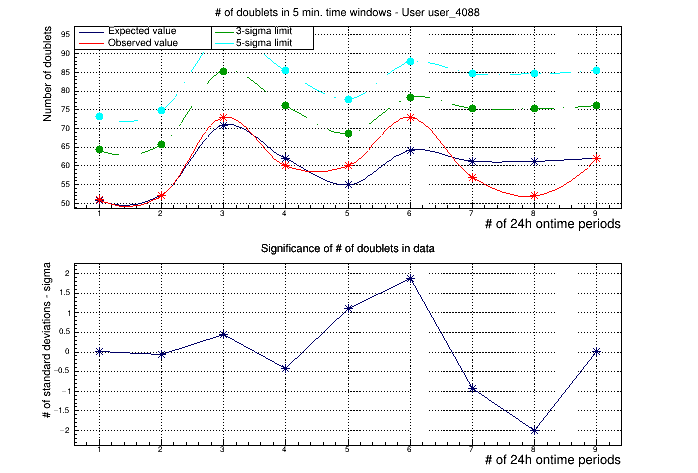 # of doublets in 5 min. time windows - User user_4088
Number of doublets
Expected value
3-sigma limit
Observed value
5-sigma limit
95
90
85
80
75
70
65
60
55
50
1 2 3 4 5 6 7 8 9
# of 24h ontime periods
Significance of # of doublets in data
# of standard deviations - sigma
2
1.5
1
0.5
0
-0.5
-1
-1.5
-2
1 2 3 4 5 6 7 8 9
# of 24h ontime periods